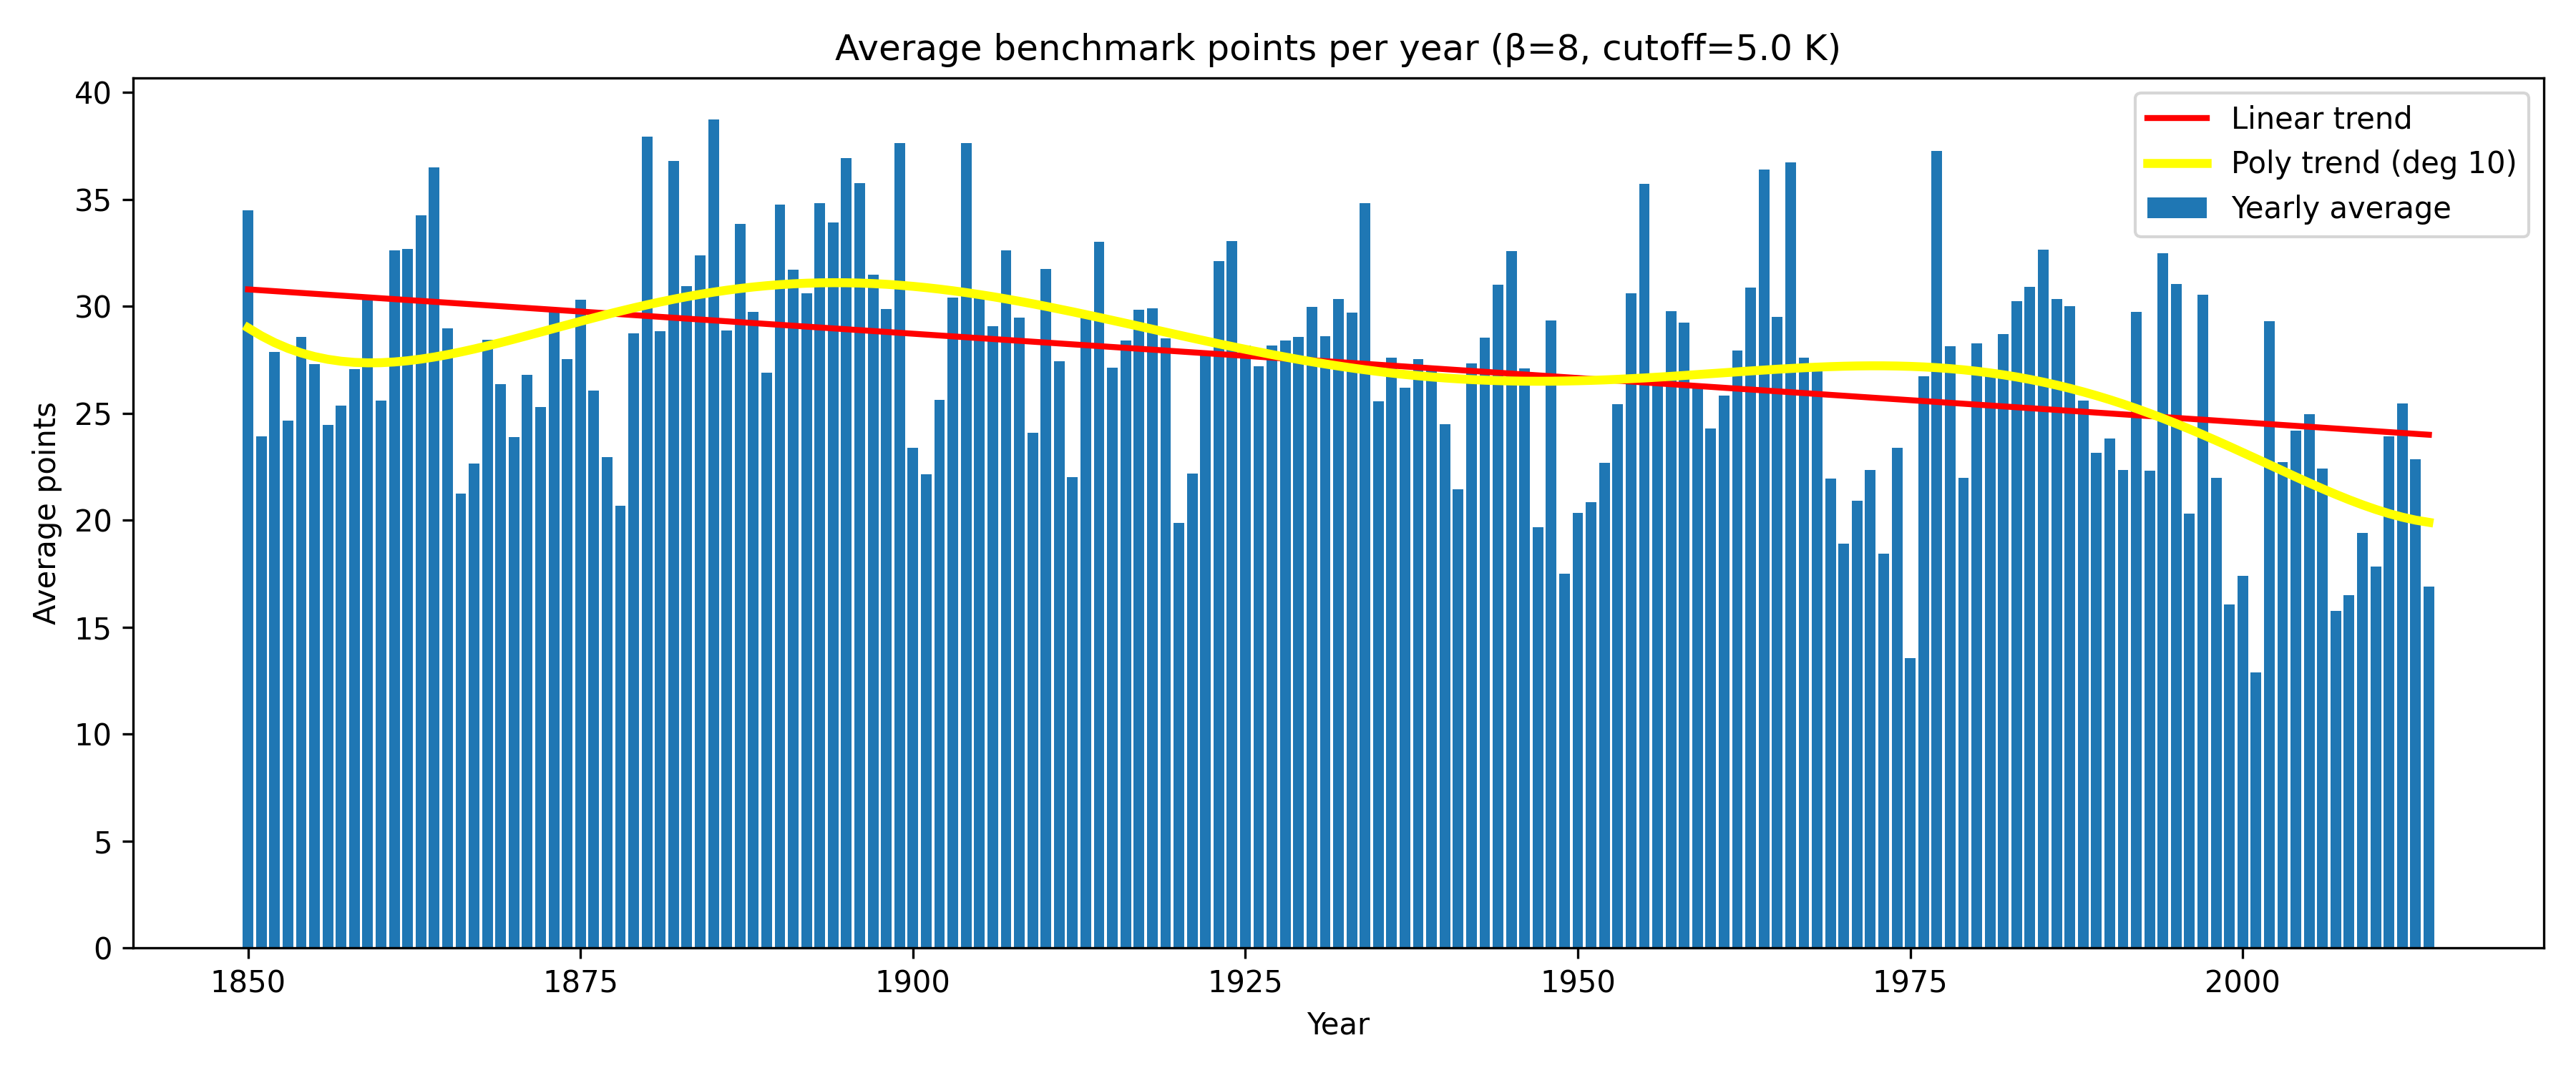 Average benchmark points per year (β=8, cutoff=5.0 K)
Linear trend
Poly trend (deg 10)
Yearly average
Average points
40
35
30
25
20
15
10
5
0
1850 1875 1900 1925 1950 1975 2000
Year